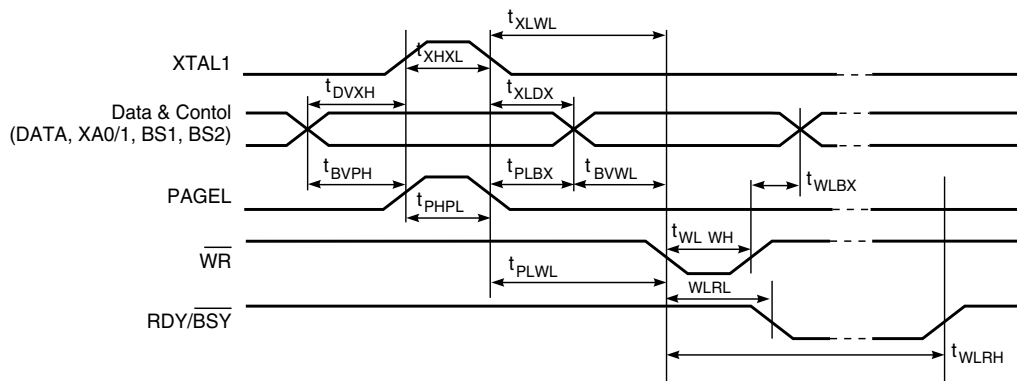 tXLWL
XTAL1
tXHXL
tDVXH
tXLDX
Data & Contol
(DATA, XA0/1, BS1, BS2)
tBVPH
tPLBX
tBVWL
tWLBX
PAGEL
tPHPL
tWL WH
WR
tPLWL
WLRL
RDY/BSY
tWLRH